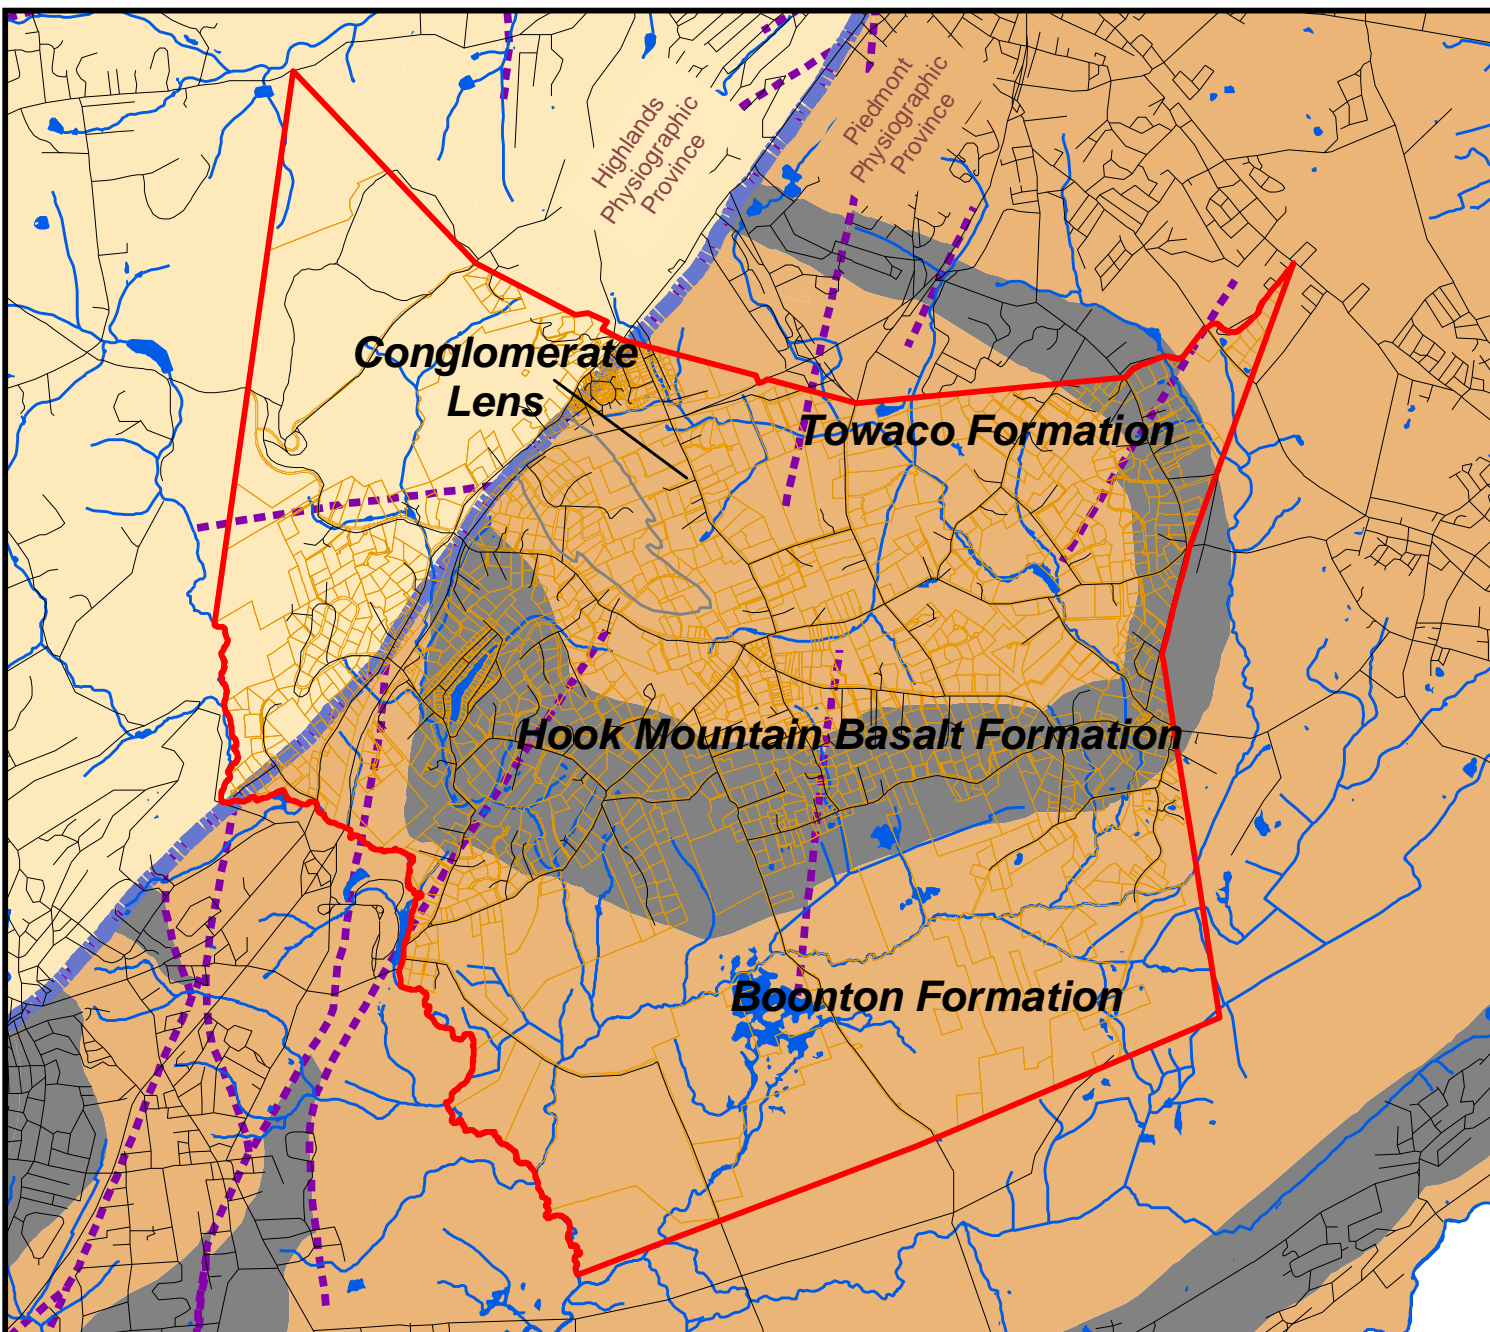 Highlands
Physiographic
Province
Piedmont
Physiographic
Province
Conglomerate
Lens
Towaco Formation
Hook Mountain Basalt Formation
Boonton Formation